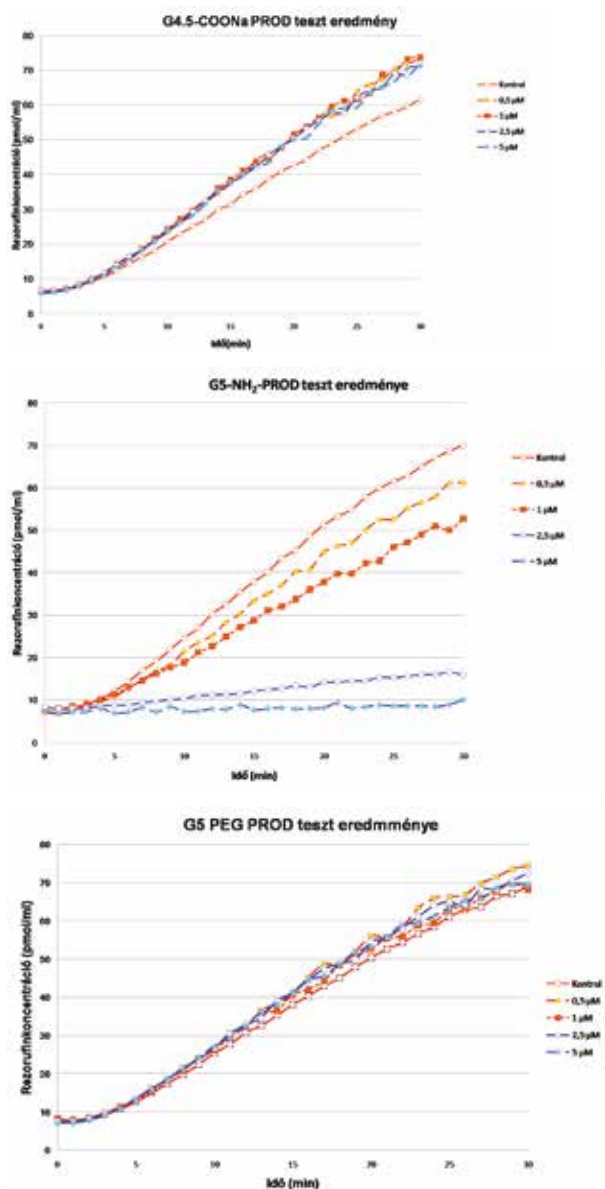 G4.5-COONa PROD teszt eredmény
Rezorufinkoncentráció (pmol/ml)
80
70
60
50
40
30
20
10
0
0 5 10 15 20 25 30
Idő(min)
Kontrol
0,5 µM
1 µM
2,5 µM
5 µM
G5-NH₂-PROD teszt eredménye
Rezorufinkoncentráció (pmol/ml)
80
70
60
50
40
30
20
10
0
0 5 10 15 20 25 30
Idő (min)
Kontrol
0,5 µM
1 µM
2,5 µM
5 µM
G5 PEG PROD teszt eredmménye
Rezorufinkoncentráció (pmol/ml)
80
70
60
50
40
30
20
10
0
0 5 10 15 20 25 30
Idő (min)
Kontrol
0,5 µM
1 µM
2,5 µM
5 µM